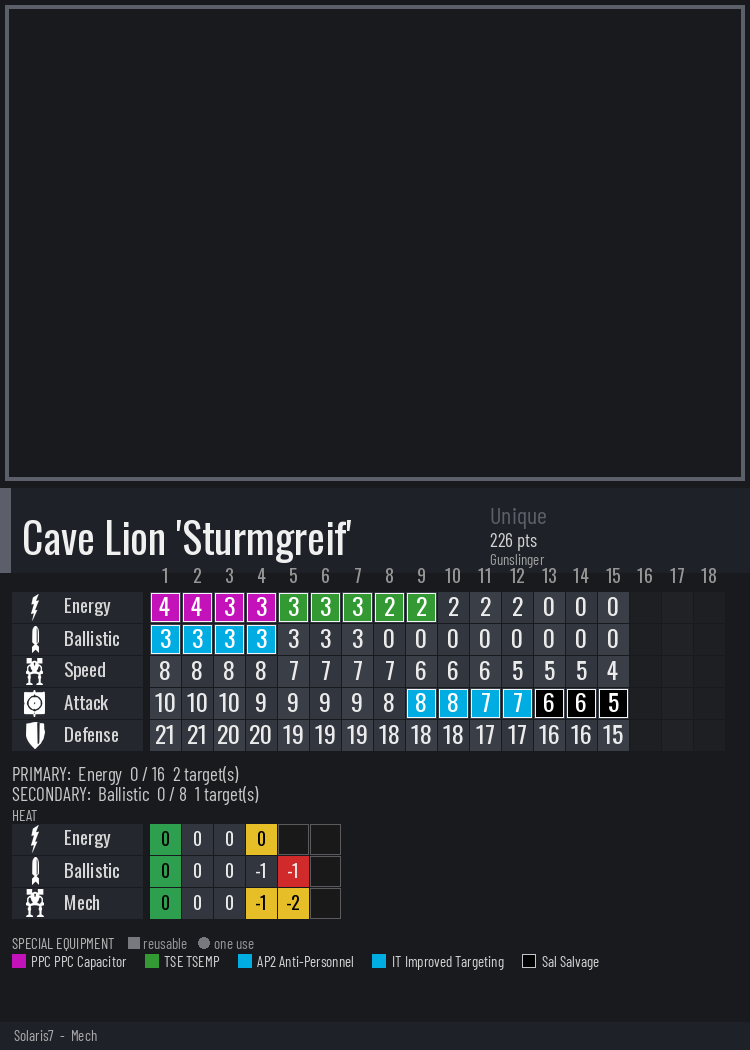 Cave Lion 'Sturmgreif'
Unique
226 pts
Gunslinger
1 2 3 4 5 6 7 8 9 10 11 12 13 14 15 16 17 18
Energy 4 4 3 3 3 3 3 2 2 2 2 2 0 0 0
Ballistic 3 3 3 3 3 3 3 0 0 0 0 0 0 0 0
Speed 8 8 8 8 7 7 7 7 6 6 6 5 5 5 4
Attack 10 10 10 9 9 9 9 8 8 8 7 7 6 6 5
Defense 21 21 20 20 19 19 19 18 18 18 17 17 16 16 15
PRIMARY: Energy 0 / 16 2 target(s)
SECONDARY: Ballistic 0 / 8 1 target(s)
HEAT
Energy 0 0 0 0
Ballistic 0 0 0 -1 -1
Mech 0 0 0 -1 -2
SPECIAL EQUIPMENT reusable one use
PPC PPC Capacitor TSE TSEMP AP2 Anti-Personnel IT Improved Targeting Sal Salvage
Solaris7 - Mech